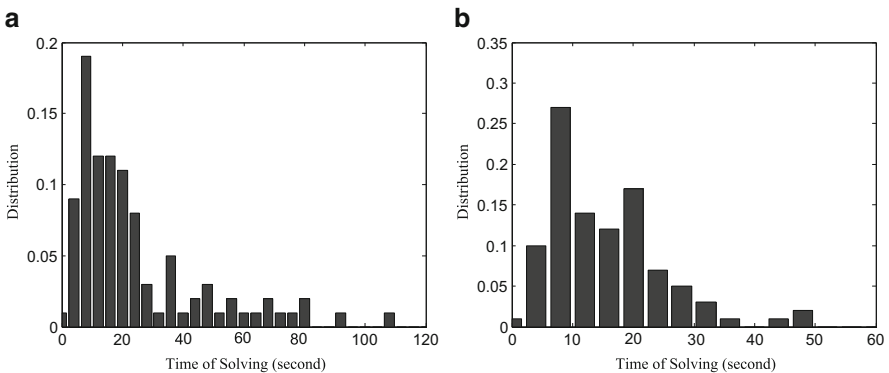 a
0.2
0.15
0.1
0.05
0
Distribution
0 20 40 60 80 100 120
Time of Solving (second)
b
0.35
0.3
0.25
0.2
0.15
0.1
0.05
0
Distribution
0 10 20 30 40 50 60
Time of Solving (second)